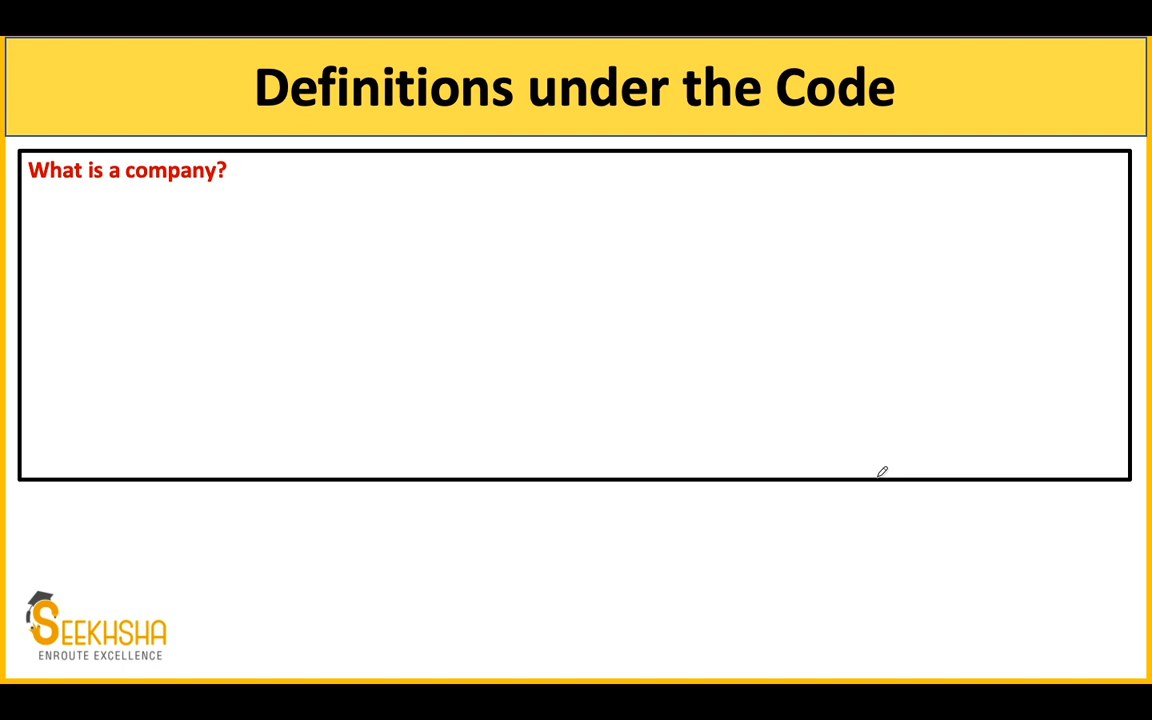 Definitions under the Code
What is a company?
SEEKHSHA
ENROUTE EXCELLENCE